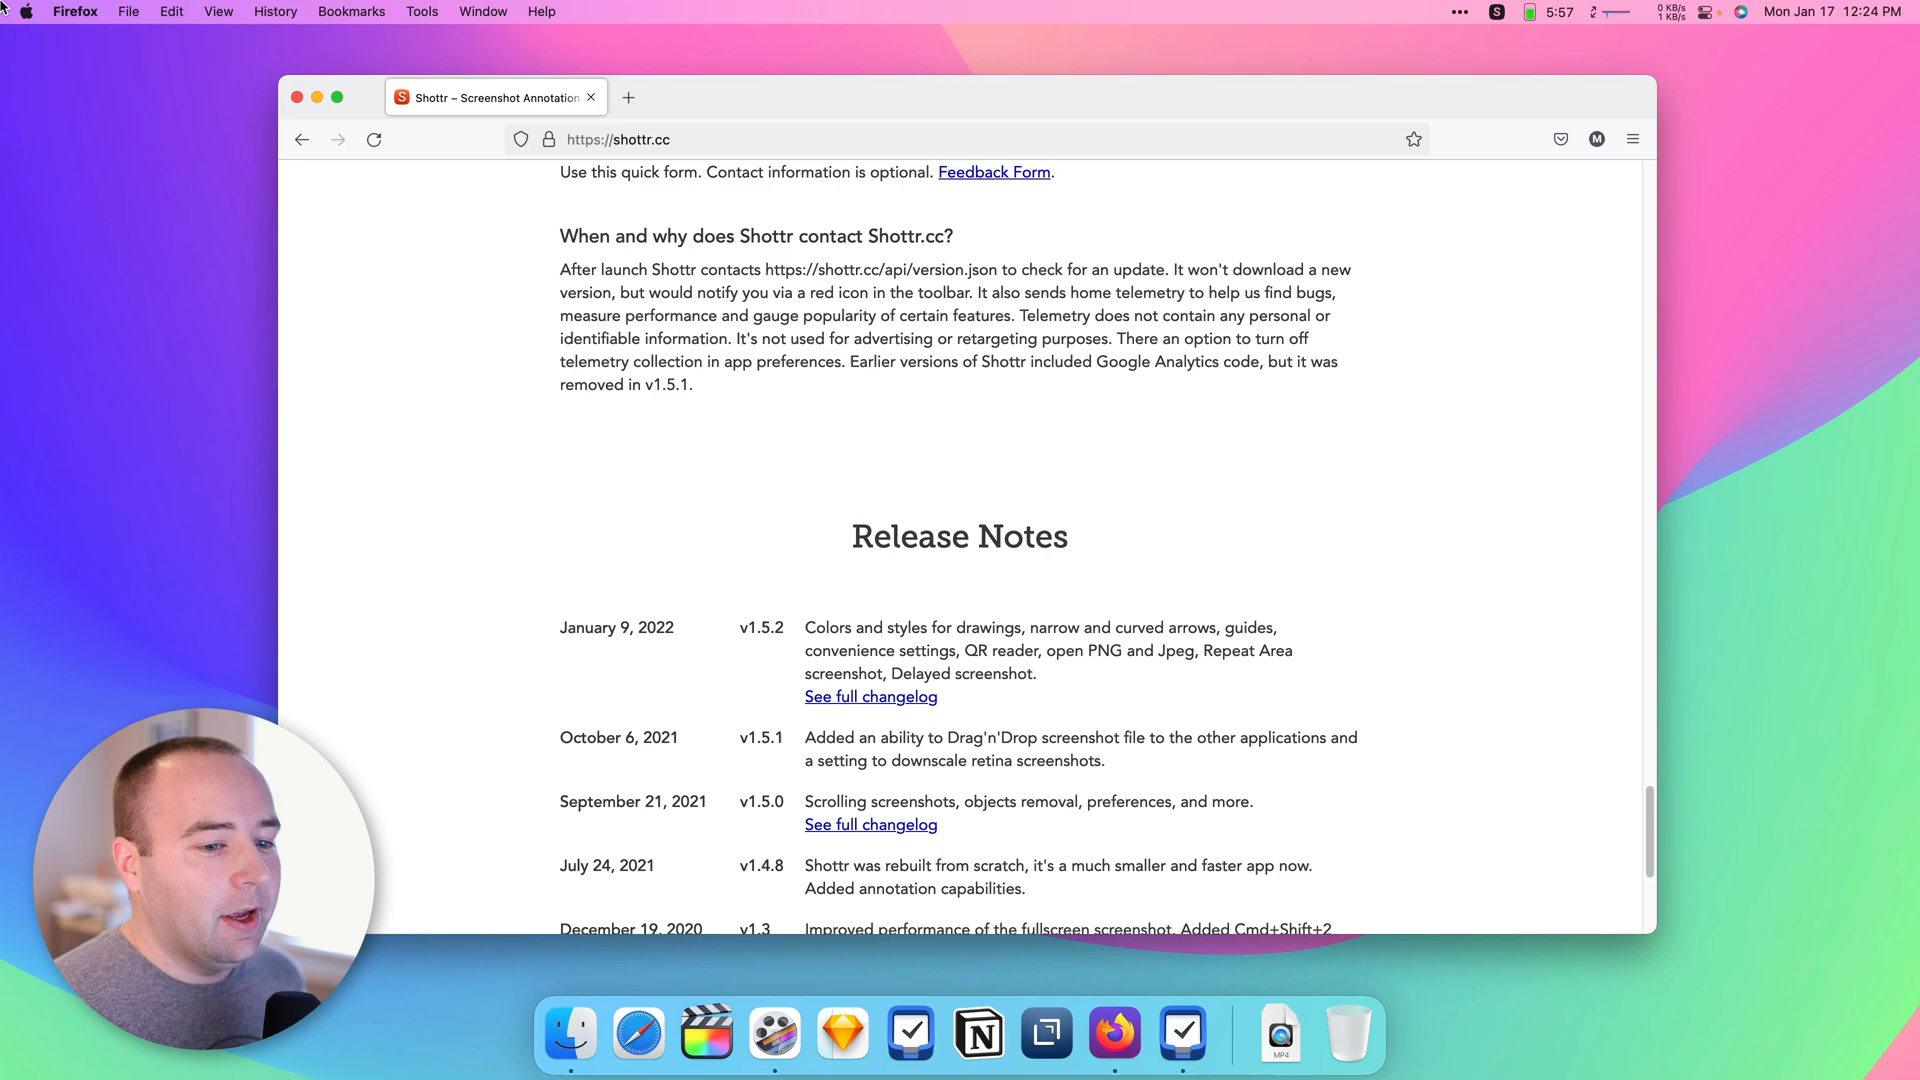 Firefox File Edit View History Bookmarks Tools Window Help
S 5:57 0 KB/s 1 KB/s Mon Jan 17 12:24 PM
S Shottr – Screenshot Annotation
https://shottr.cc M
Use this quick form. Contact information is optional. Feedback Form.
When and why does Shottr contact Shottr.cc?
After launch Shottr contacts https://shottr.cc/api/version.json to check for an update. It won't download a new
version, but would notify you via a red icon in the toolbar. It also sends home telemetry to help us find bugs,
measure performance and gauge popularity of certain features. Telemetry does not contain any personal or
identifiable information. It's not used for advertising or retargeting purposes. There an option to turn off
telemetry collection in app preferences. Earlier versions of Shottr included Google Analytics code, but it was
removed in v1.5.1.
Release Notes
January 9, 2022 v1.5.2 Colors and styles for drawings, narrow and curved arrows, guides,
convenience settings, QR reader, open PNG and Jpeg, Repeat Area
screenshot, Delayed screenshot.
See full changelog
October 6, 2021 v1.5.1 Added an ability to Drag'n'Drop screenshot file to the other applications and
a setting to downscale retina screenshots.
September 21, 2021 v1.5.0 Scrolling screenshots, objects removal, preferences, and more.
See full changelog
July 24, 2021 v1.4.8 Shottr was rebuilt from scratch, it's a much smaller and faster app now.
Added annotation capabilities.
December 19, 2020 v1.3 Improved performance of the fullscreen screenshot. Added Cmd+Shift+2
N
MP4